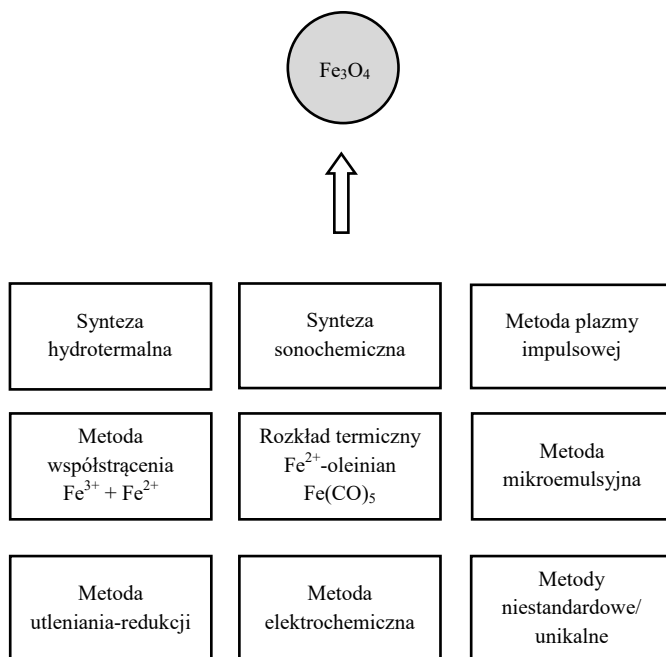 Fe₃O₄
Synteza
hydrotermalna
Synteza
sonochemiczna
Metoda plazmy
impulsowej
Metoda
współstrącenia
Fe³⁺ + Fe²⁺
Rozkład termiczny
Fe²⁺-oleinian
Fe(CO)₅
Metoda
mikroemulsyjna
Metoda
utleniania-redukcji
Metoda
elektrochemiczna
Metody
niestandardowe/
unikalne